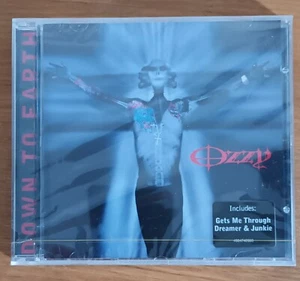 DOWN TO EARTH
Ozzy
Includes:
Gets Me Through
Dreamer & Junkie